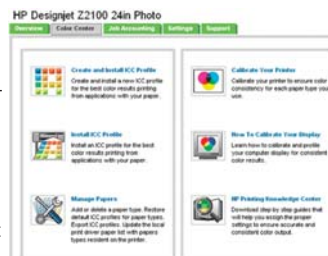 HP Designjet Z2100 24in Photo
Overview Color Center Job Accounting Settings Support
Create and Install ICC Profile
Create and install a new ICC profile
for the best color results printing
from applications with your paper.
Calibrate Your Printer
Calibrate your printer to ensure color
consistency for each paper type you
use.
Install ICC Profile
Install an ICC profile for the best
color results printing from
applications with your paper.
How To Calibrate Your Display
Learn how to calibrate and profile
your computer display for consistent
color results.
Manage Papers
Add or delete a paper type. Restore
default ICC profiles for paper types.
Export ICC profiles. Update the local
print driver paper list with papers
types resident on the printer.
HP Printing Knowledge Center
Download step by step guides that
will help you assign the proper
settings to ensure accurate and
consistent color output.